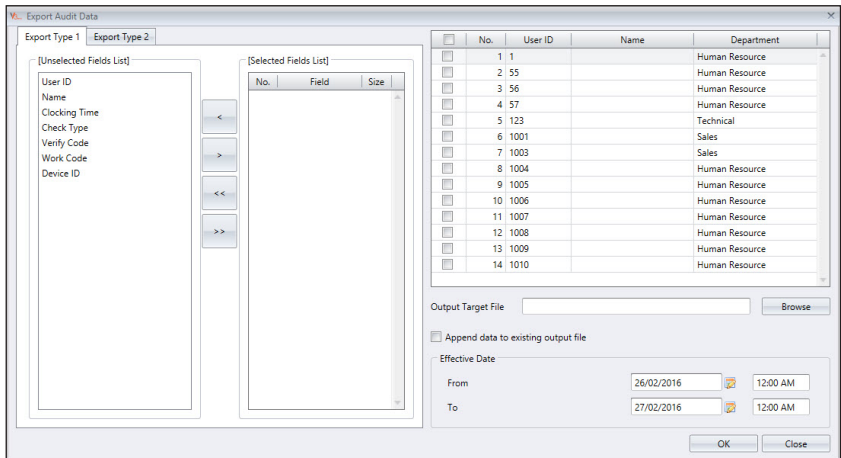 Export Audit Data
Export Type 1 Export Type 2
[Unselected Fields List]
User ID
Name
Clocking Time
Check Type
Verify Code
Work Code
Device ID
<
>
<<
>>
[Selected Fields List]
No. Field Size
No. User ID Name Department
1 1 Human Resource
2 55 Human Resource
3 56 Human Resource
4 57 Human Resource
5 123 Technical
6 1001 Sales
7 1003 Sales
8 1004 Human Resource
9 1005 Human Resource
10 1006 Human Resource
11 1007 Human Resource
12 1008 Human Resource
13 1009 Human Resource
14 1010 Human Resource
Output Target File Browse
Append data to existing output file
Effective Date
From 26/02/2016 12:00 AM
To 27/02/2016 12:00 AM
OK Close